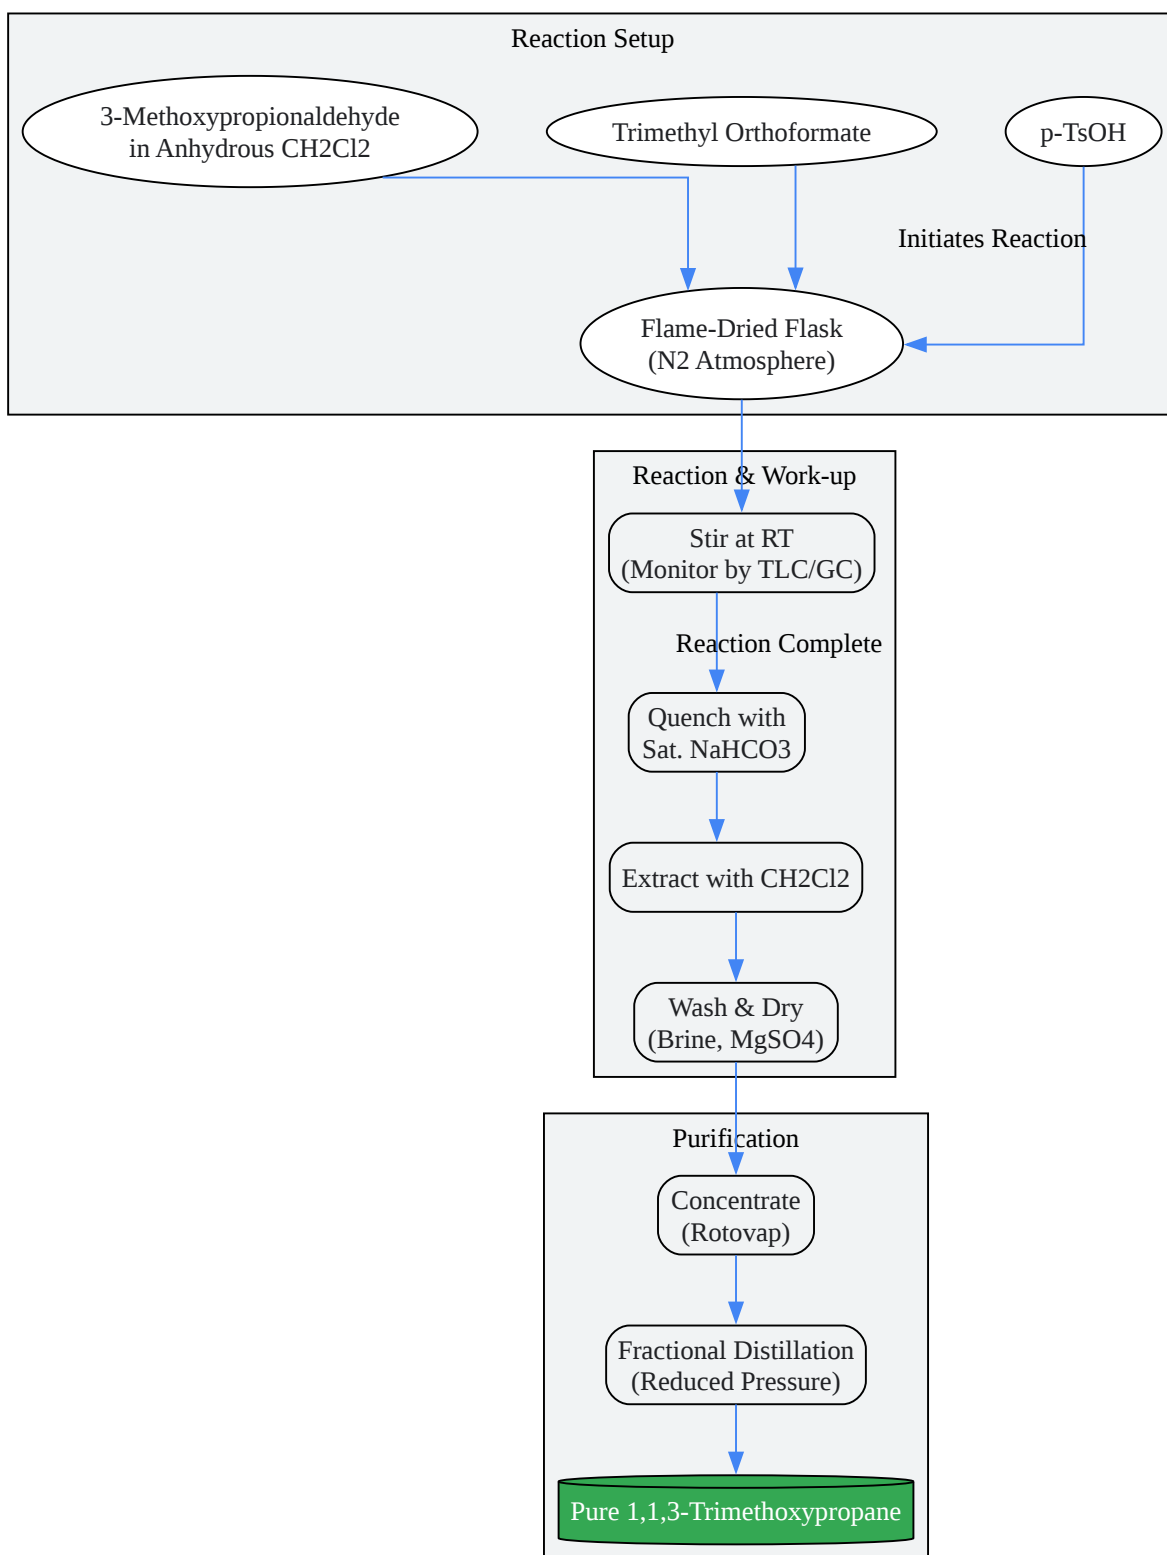 Reaction Setup
3-Methoxypropionaldehyde
in Anhydrous CH2Cl2
Trimethyl Orthoformate
p-TsOH
Initiates Reaction
Flame-Dried Flask
(N2 Atmosphere)
Reaction & Work-up
Stir at RT
(Monitor by TLC/GC)
Reaction Complete
Quench with
Sat. NaHCO3
Extract with CH2Cl2
Wash & Dry
(Brine, MgSO4)
Purification
Concentrate
(Rotovap)
Fractional Distillation
(Reduced Pressure)
Pure 1,1,3-Trimethoxypropane